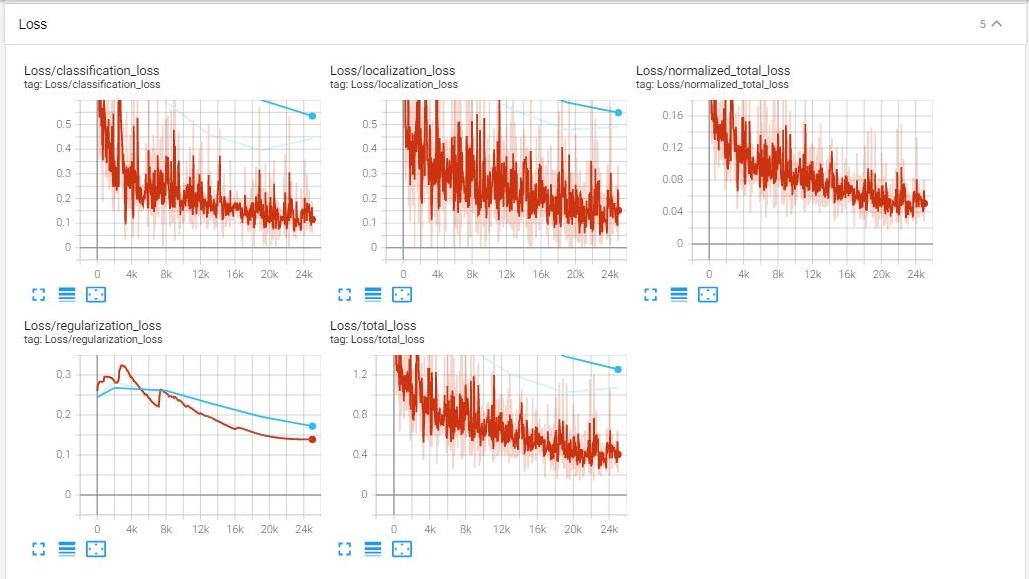 Loss
5
Loss/classification_loss
tag: Loss/classification_loss
0.5
0.4
0.3
0.2
0.1
0
0 4k 8k 12k 16k 20k 24k
Loss/localization_loss
tag: Loss/localization_loss
0.5
0.4
0.3
0.2
0.1
0
0 4k 8k 12k 16k 20k 24k
Loss/normalized_total_loss
tag: Loss/normalized_total_loss
0.16
0.12
0.08
0.04
0
0 4k 8k 12k 16k 20k 24k
Loss/regularization_loss
tag: Loss/regularization_loss
0.3
0.2
0.1
0
0 4k 8k 12k 16k 20k 24k
Loss/total_loss
tag: Loss/total_loss
1.2
0.8
0.4
0
0 4k 8k 12k 16k 20k 24k